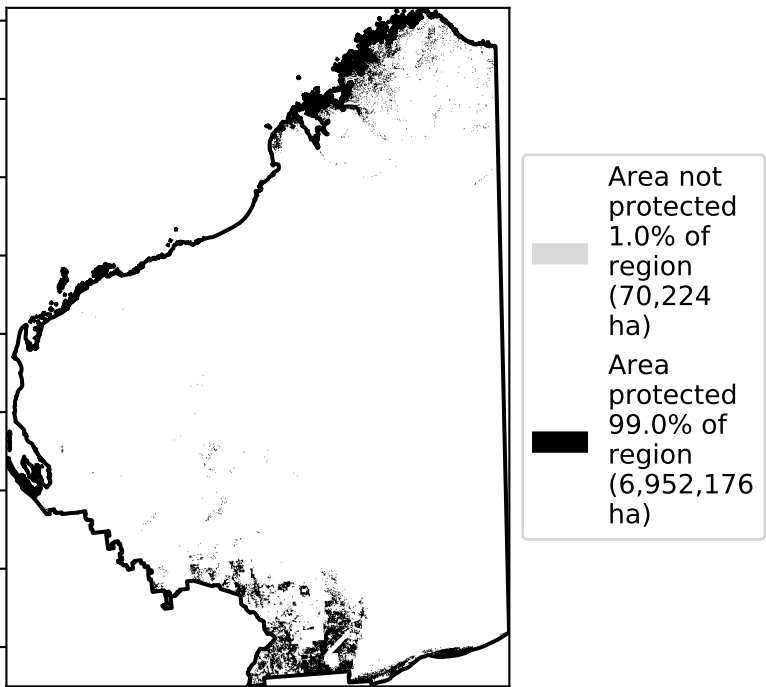 Area not
protected
1.0% of
region
(70,224
ha)
Area
protected
99.0% of
region
(6,952,176
ha)